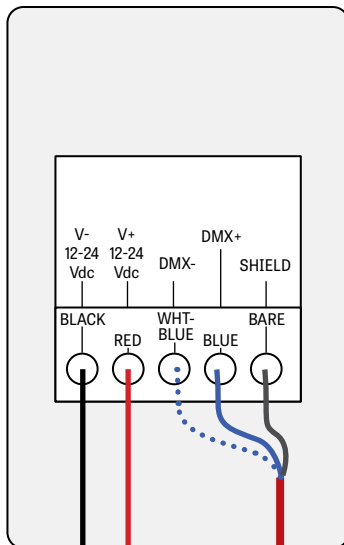 V-
12-24
Vdc
V+
12-24
Vdc
DMX-
DMX+
SHIELD
BLACK
RED
WHT-
BLUE
BLUE
BARE